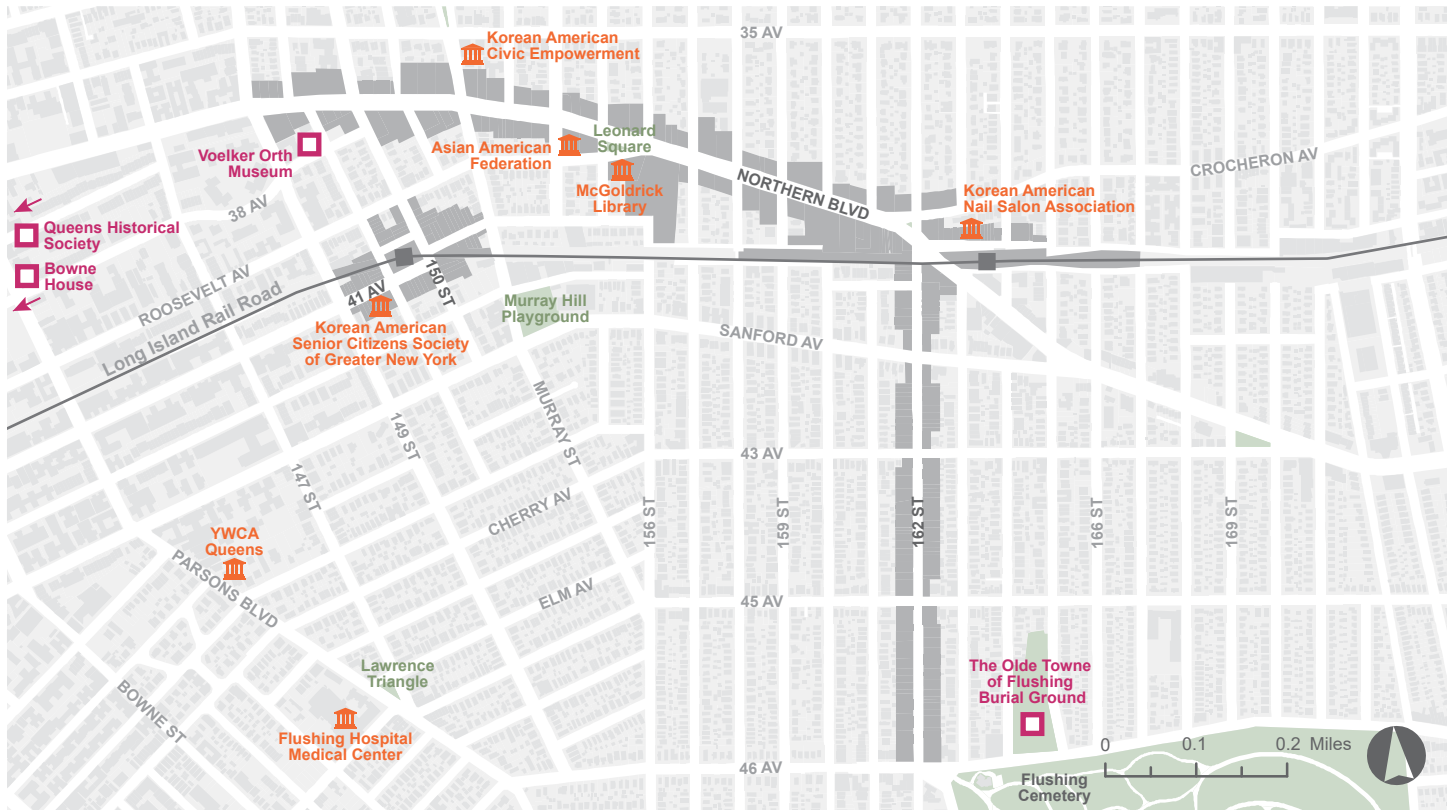 35 AV
Korean American
Civic Empowerment
Leonard
Square
Asian American
Federation
Voelker Orth
Museum
McGoldrick
Library
NORTHERN BLVD
CROCHERON AV
Korean American
Nail Salon Association
38 AV
Queens Historical
Society
Bowne
House
ROOSEVELT AV
Long Island Rail Road
41 AV
150 ST
Murray Hill
Playground
Korean American
Senior Citizens Society
of Greater New York
SANFORD AV
149 ST
MURRAY ST
43 AV
147 ST
CHERRY AV
156 ST
159 ST
162 ST
166 ST
169 ST
YWCA
Queens
PARSONS BLVD
ELM AV
45 AV
Lawrence
Triangle
The Olde Towne
of Flushing
Burial Ground
BOWNE ST
Flushing Hospital
Medical Center
46 AV
0 0.1 0.2 Miles
Flushing
Cemetery